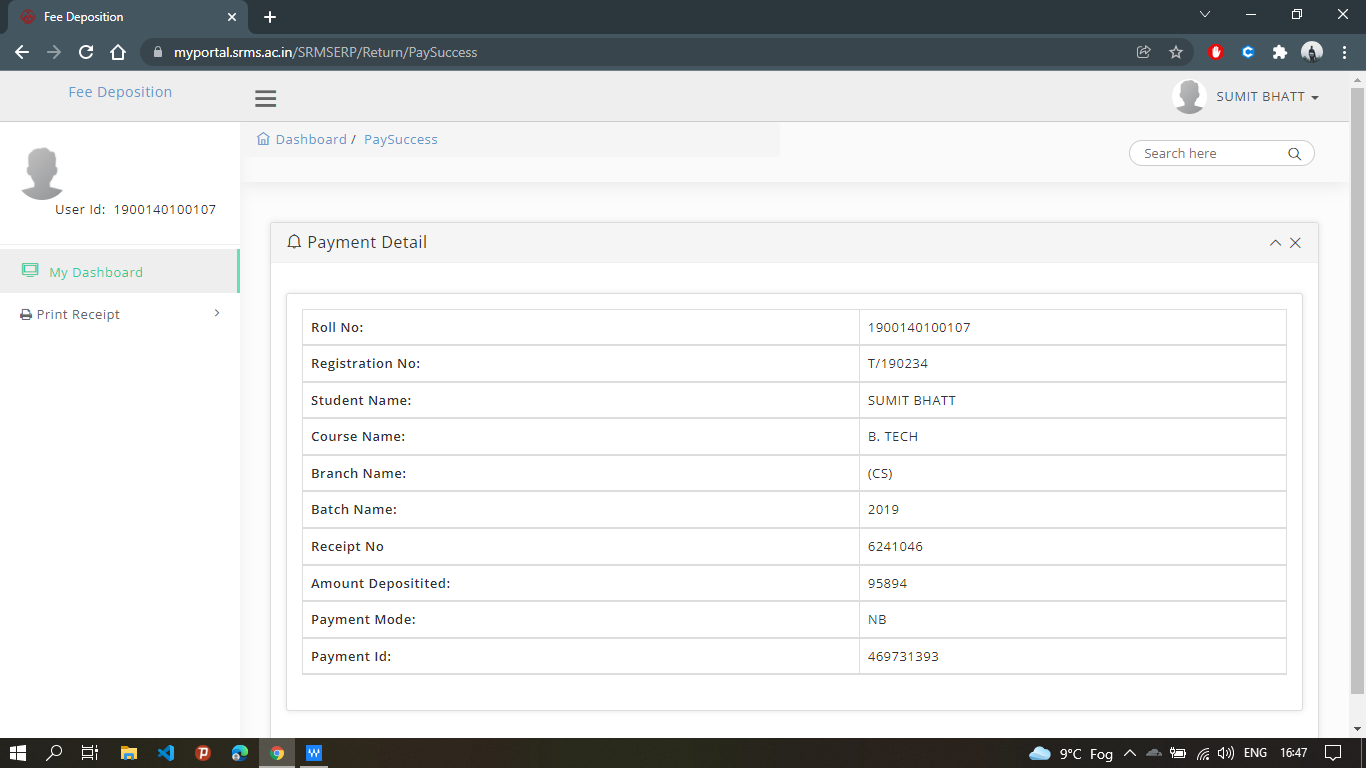 Fee Deposition
myportal.srms.ac.in/SRMSERP/Return/PaySuccess
Fee Deposition
SUMIT BHATT
Dashboard / PaySuccess
Search here
User Id: 1900140100107
My Dashboard
Print Receipt
Payment Detail
Roll No: 1900140100107
Registration No: T/190234
Student Name: SUMIT BHATT
Course Name: B. TECH
Branch Name: (CS)
Batch Name: 2019
Receipt No 6241046
Amount Depositited: 95894
Payment Mode: NB
Payment Id: 469731393
9°C Fog ENG 16:47